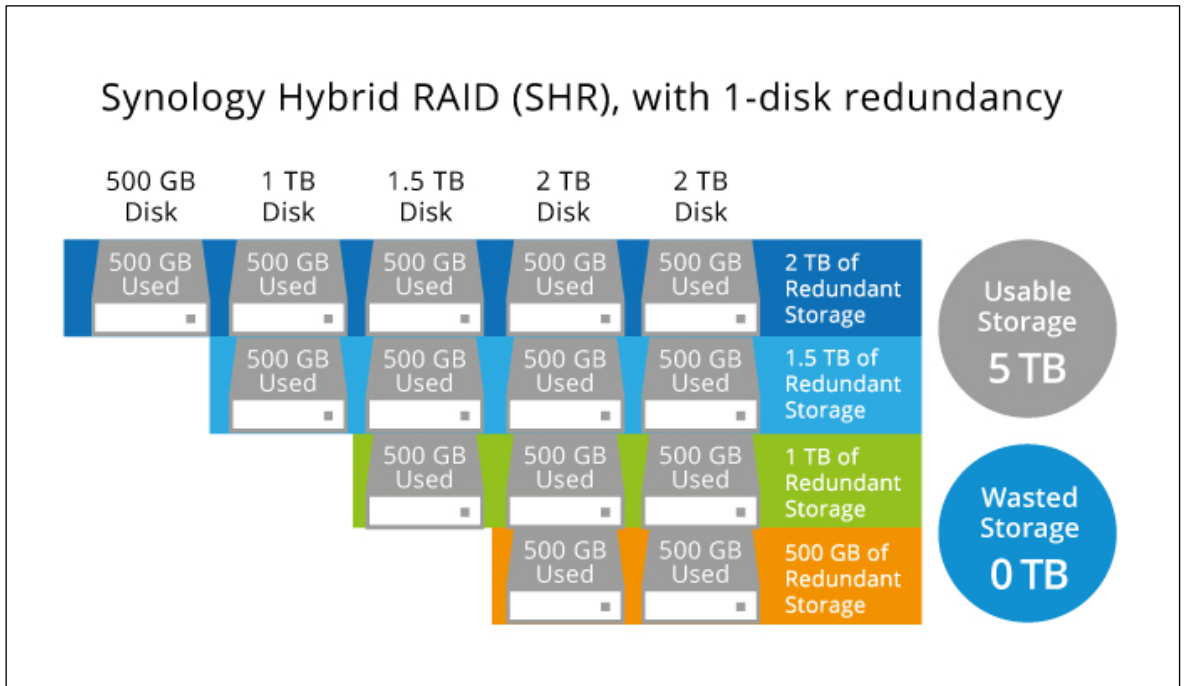 Synology Hybrid RAID (SHR), with 1-disk redundancy
500 GB
Disk
1 TB
Disk
1.5 TB
Disk
2 TB
Disk
2 TB
Disk
500 GB
Used
500 GB
Used
500 GB
Used
500 GB
Used
500 GB
Used
2 TB of
Redundant
Storage
500 GB
Used
500 GB
Used
500 GB
Used
500 GB
Used
1.5 TB of
Redundant
Storage
500 GB
Used
500 GB
Used
500 GB
Used
1 TB of
Redundant
Storage
500 GB
Used
500 GB
Used
500 GB of
Redundant
Storage
Usable
Storage
5 TB
Wasted
Storage
0 TB